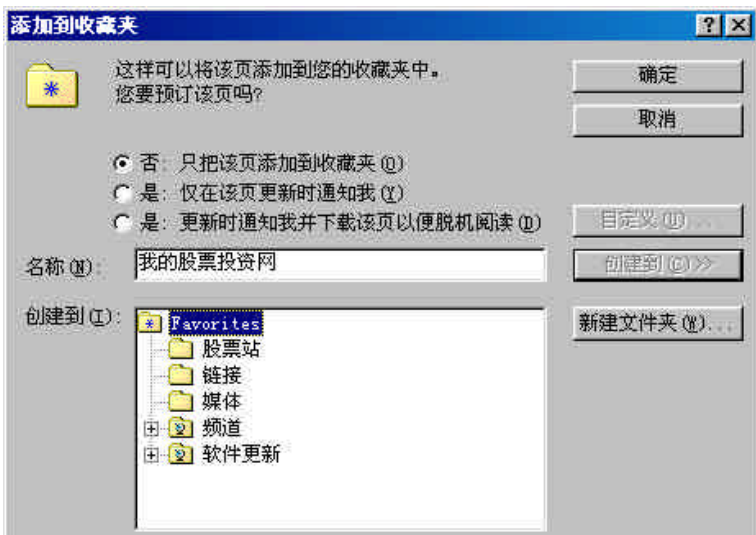 添加到收藏夹
这样可以将该页添加到您的收藏夹中。
您要预订该页吗?
确定
取消
否: 只把该页添加到收藏夹(O)
是: 仅在该页更新时通知我(Y)
是: 更新时通知我并下载该页以便脱机阅读(D)
自定义(U)...
名称(N):
我的股票投资网
创建到(C)>>
创建到(I):
Favorites
新建文件夹(W)...
股票站
链接
媒体
频道
软件更新